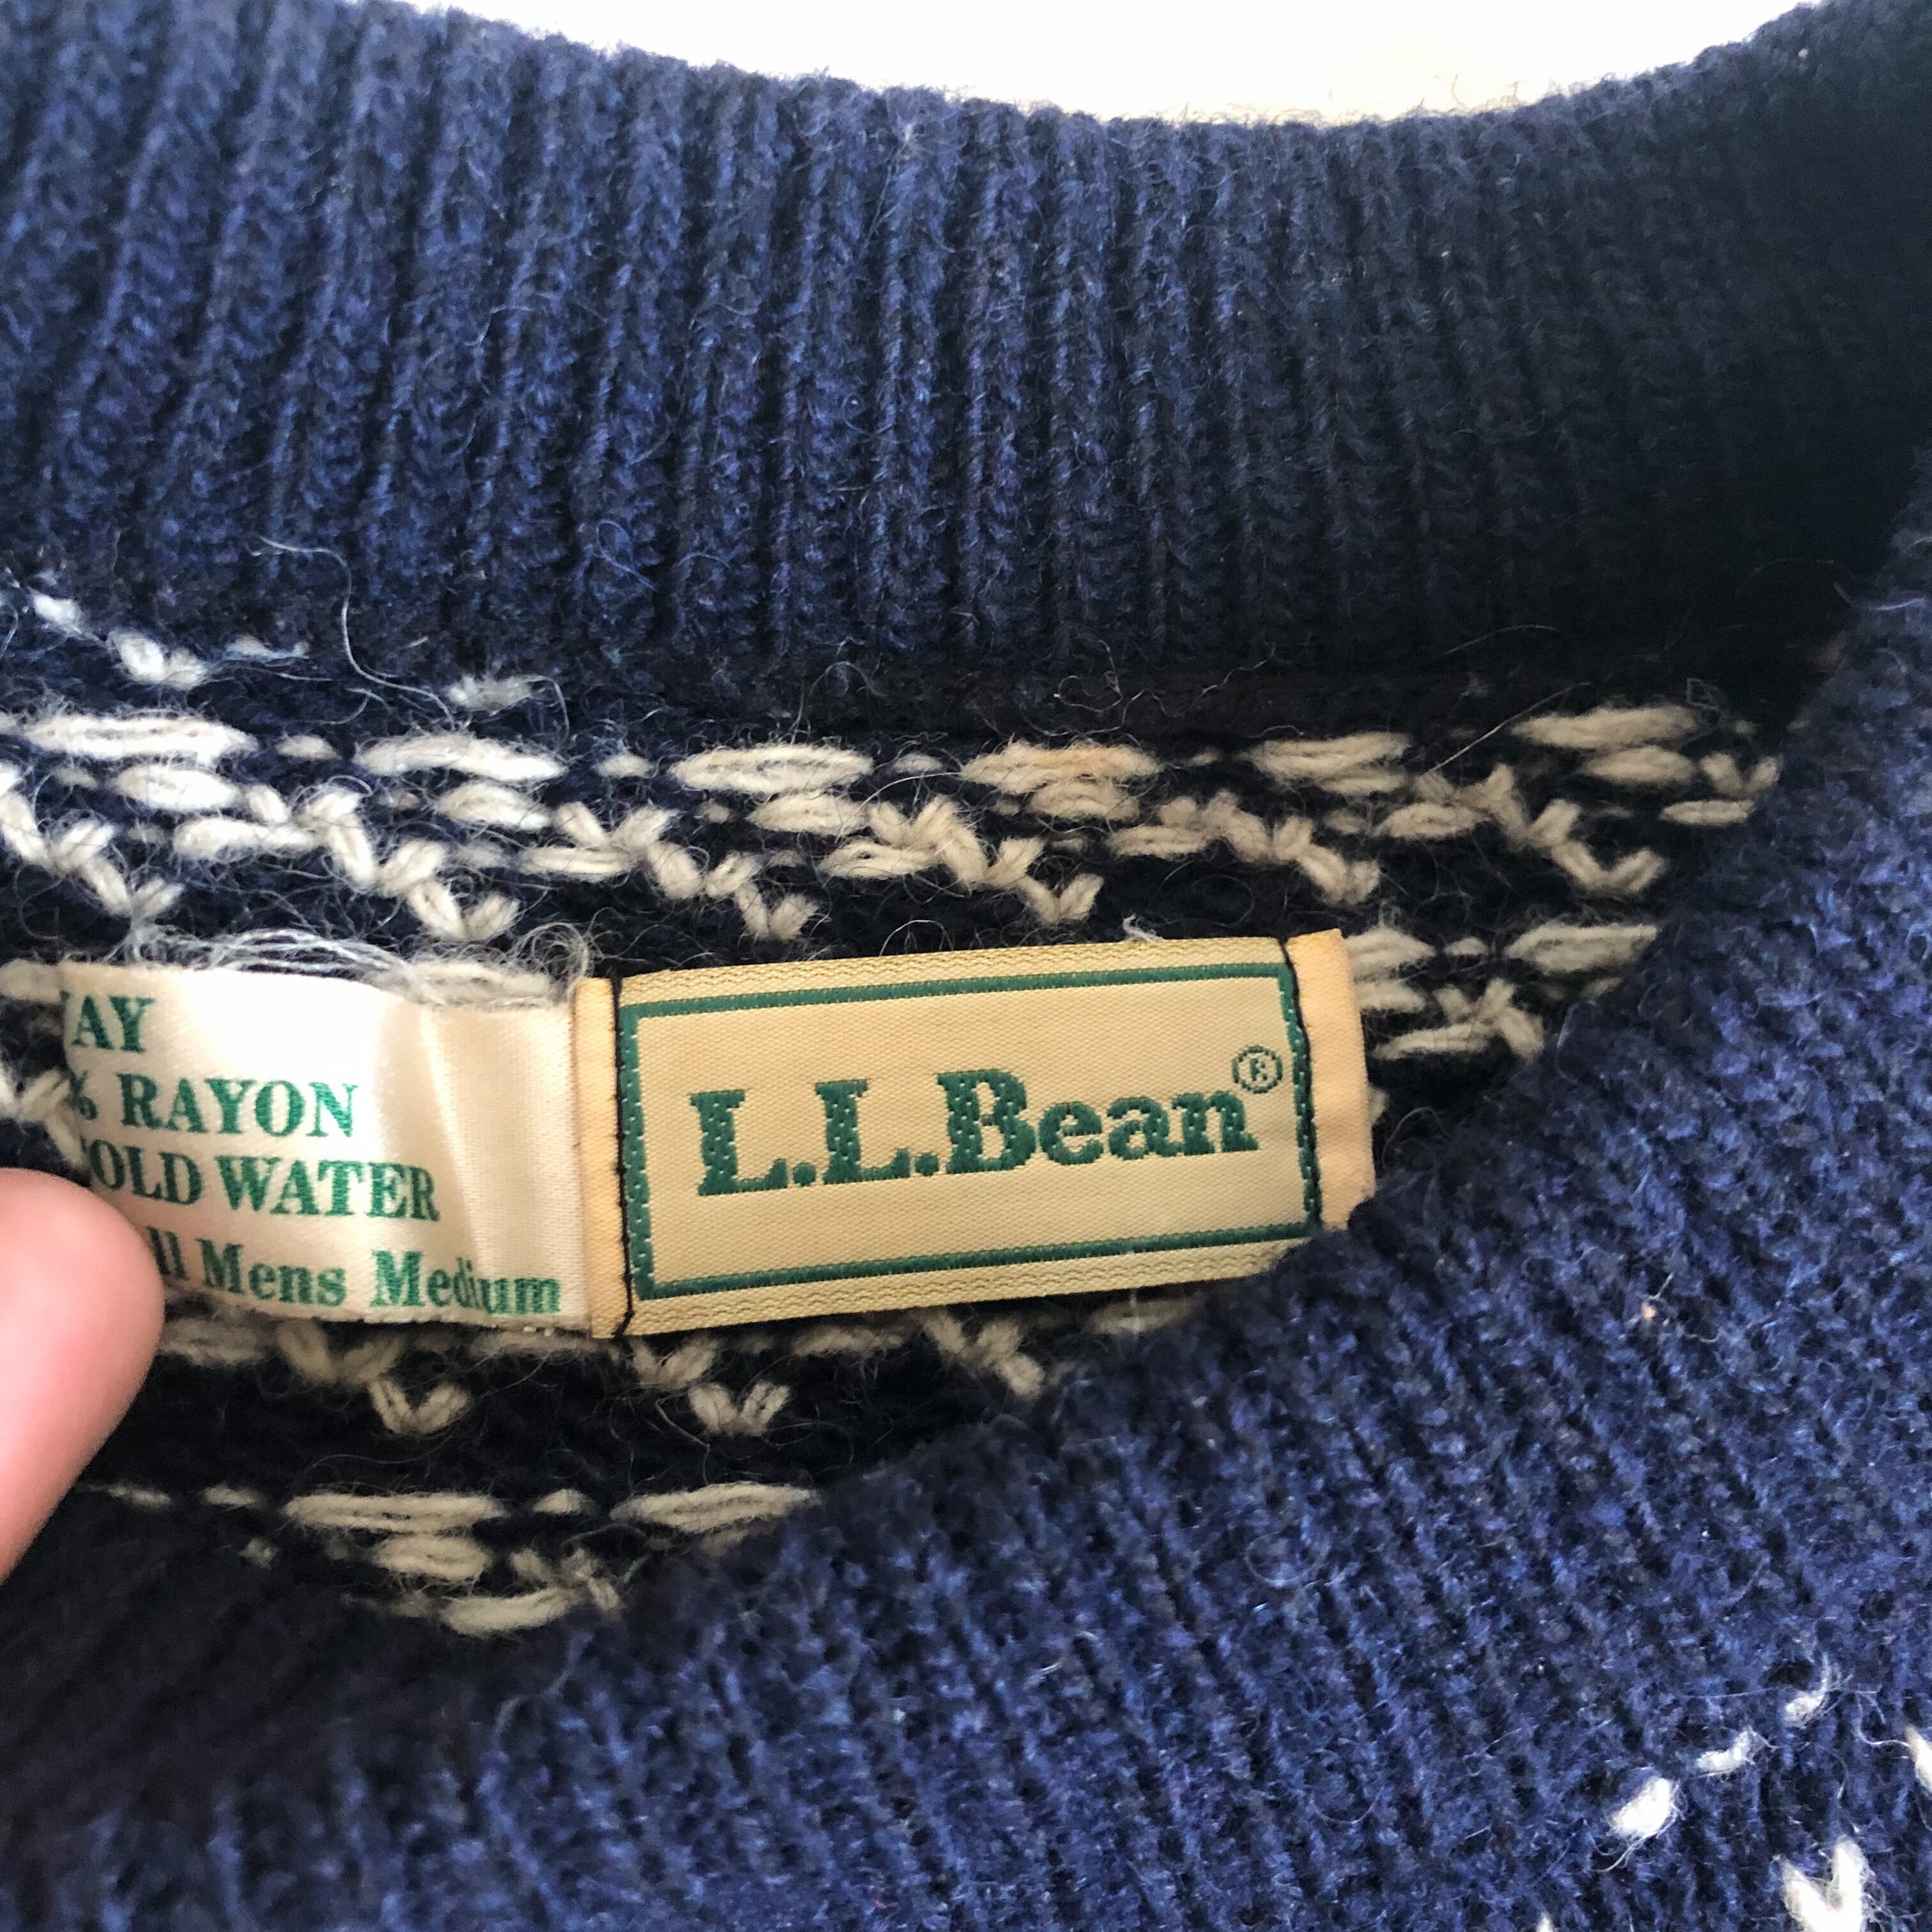 AY
% RAYON
OLD WATER
ll Mens Medium
L.L.Bean®